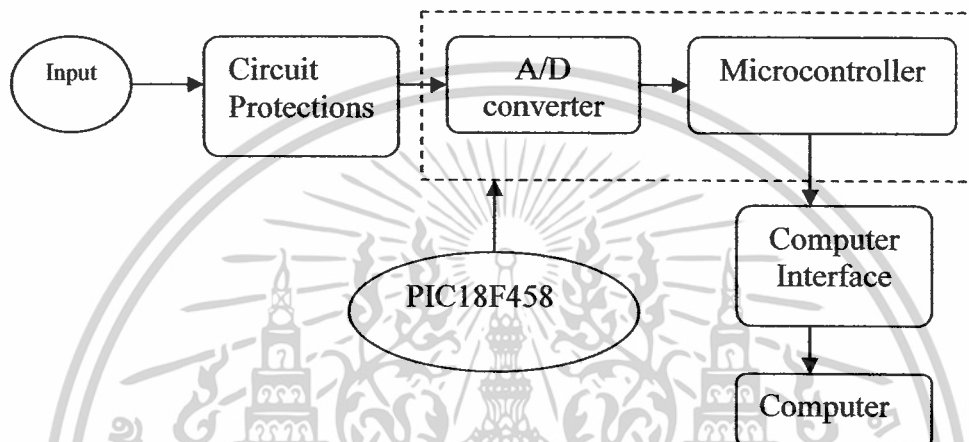 Input
Circuit
Protections
A/D
converter
Microcontroller
PIC18F458
Computer
Interface
Computer